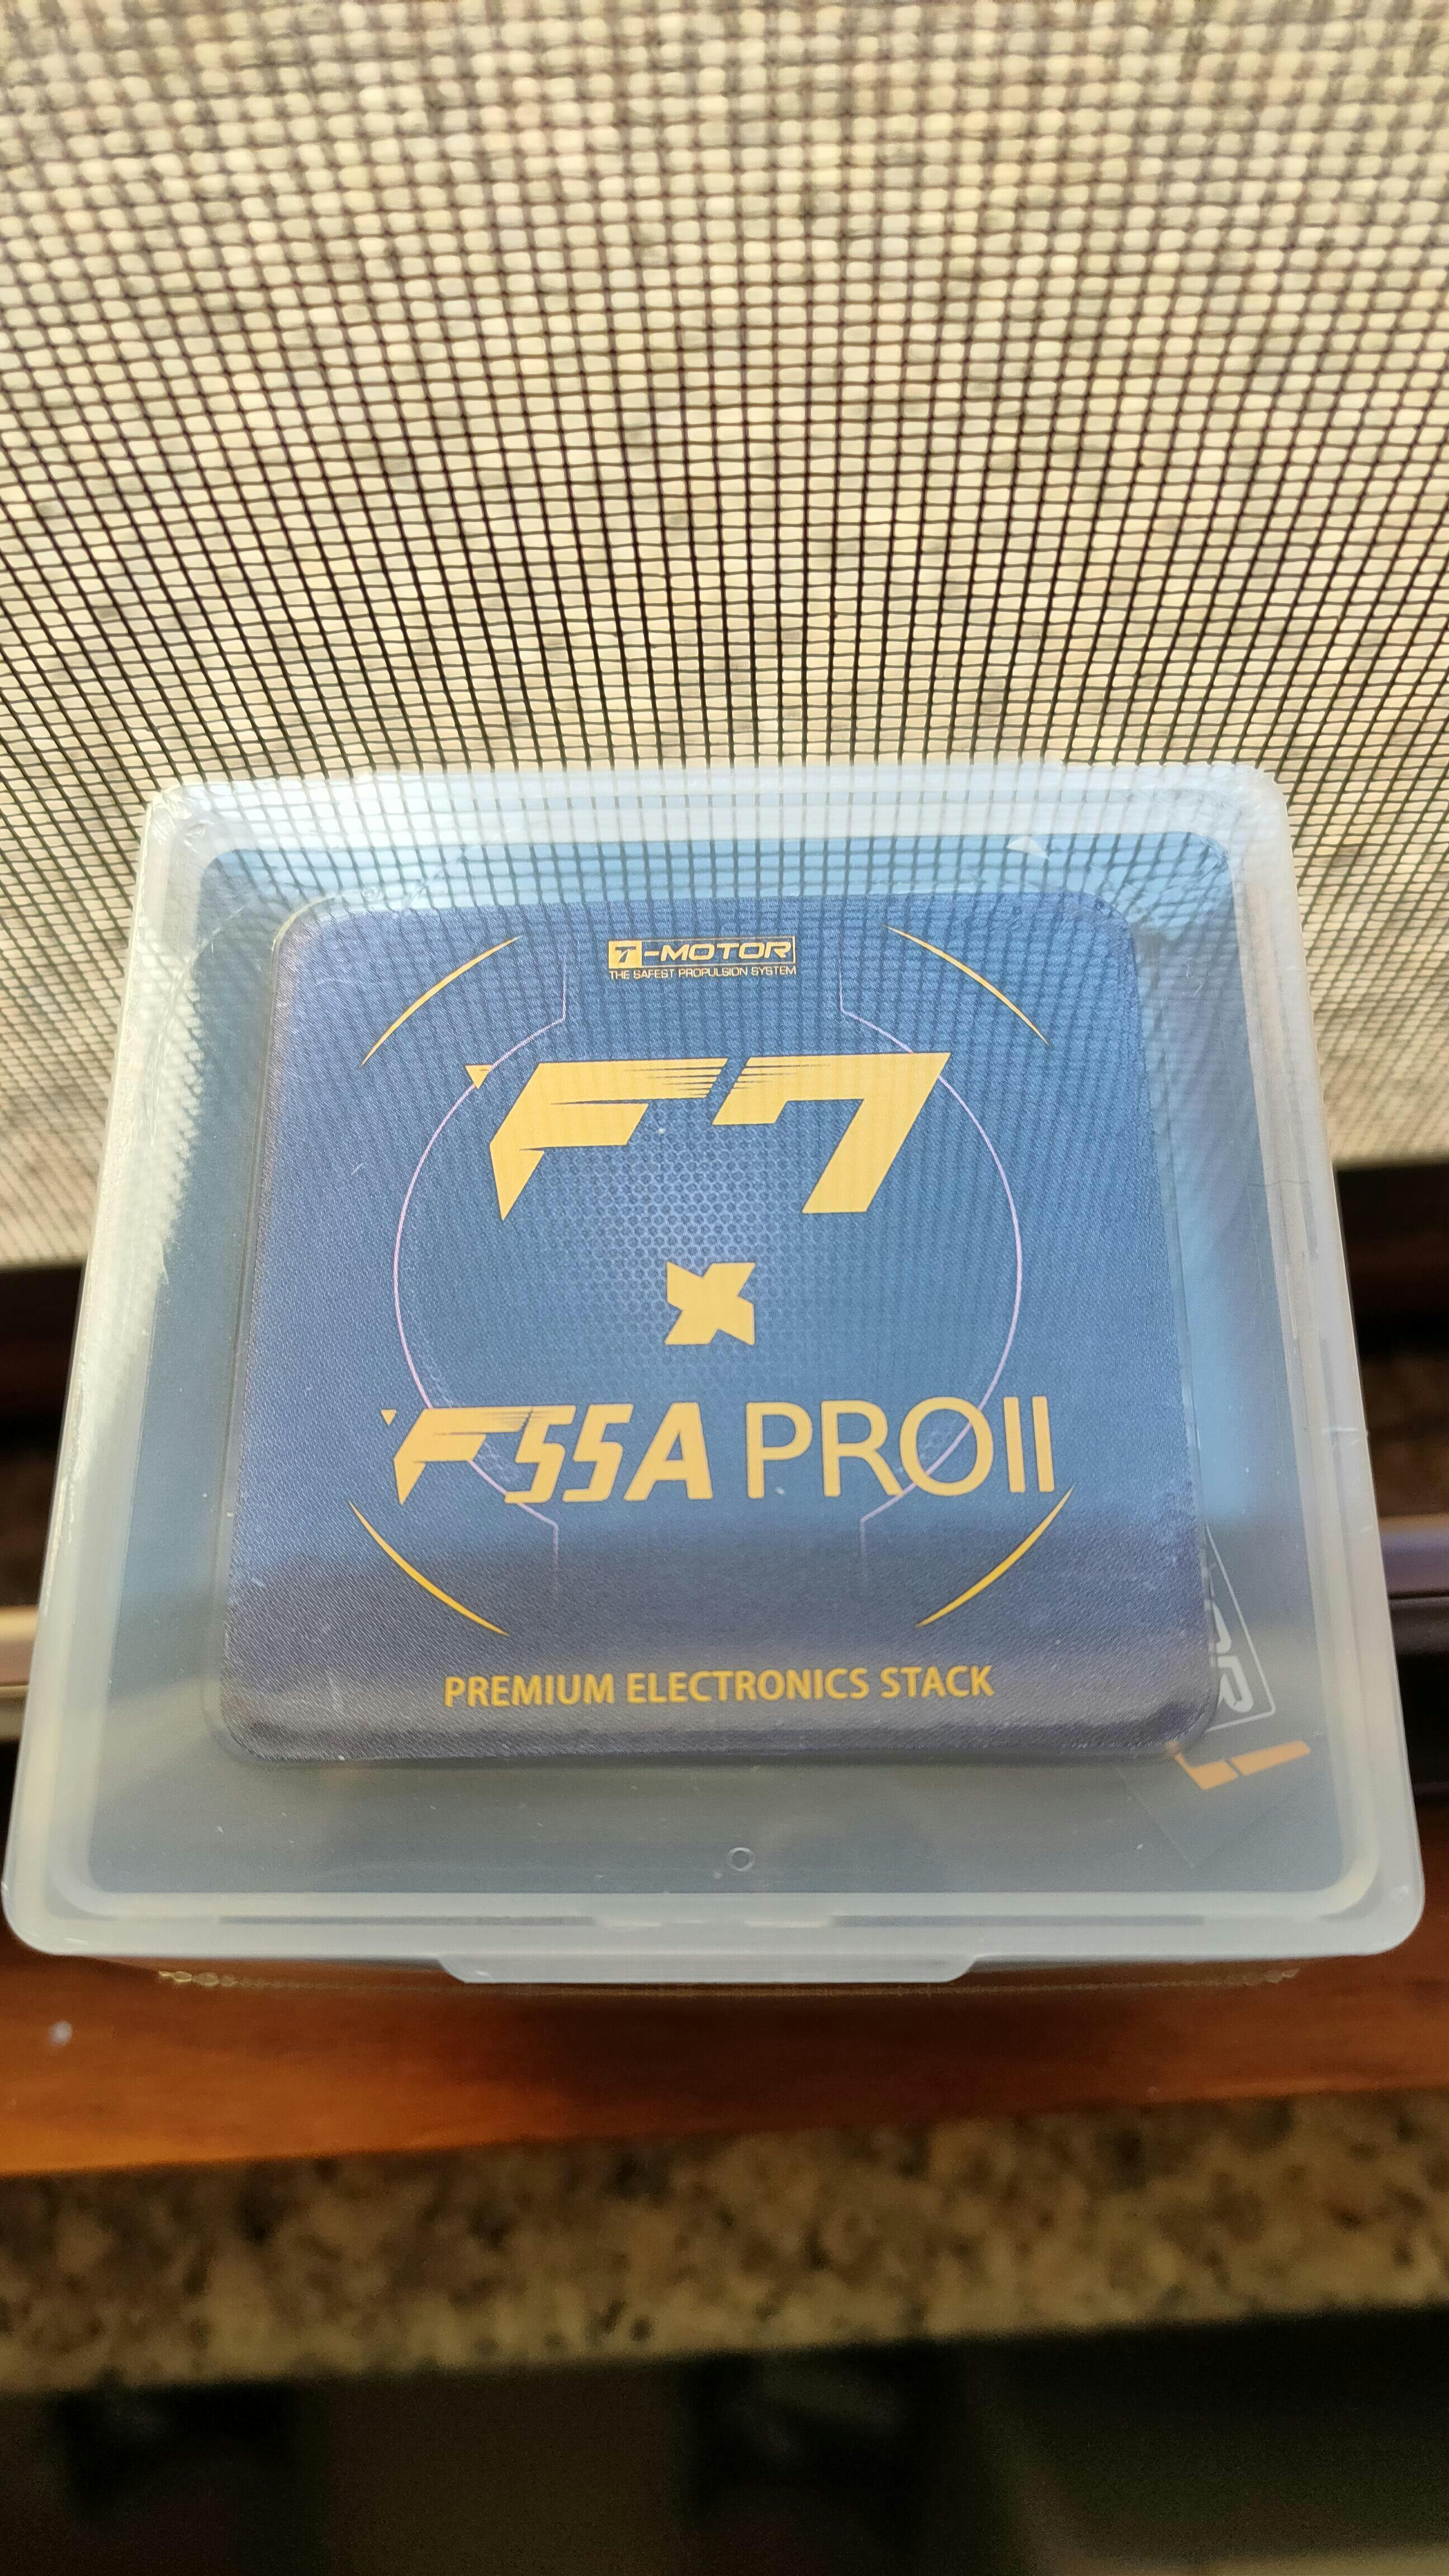 T-MOTOR
THE SAFEST PROPULSION SYSTEM
F7
X
F55A PROII
PREMIUM ELECTRONICS STACK